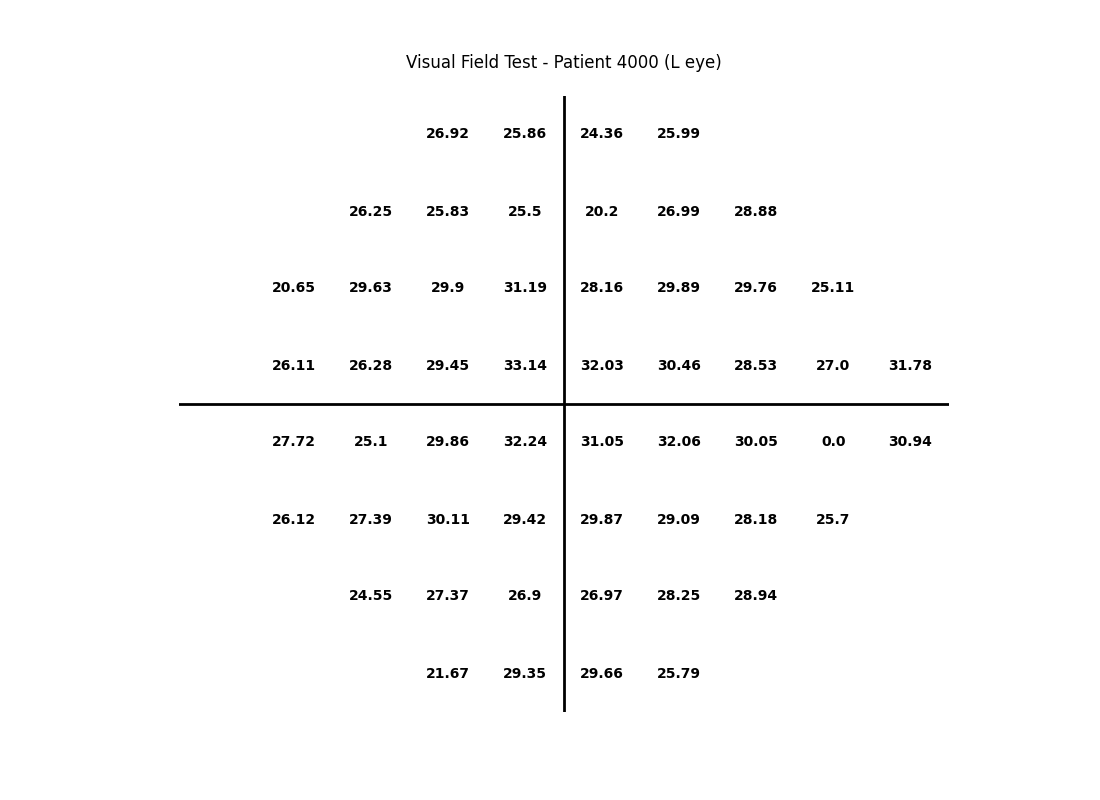 Visual Field Test - Patient 4000 (L eye)
26.92 25.86 24.36 25.99
26.25 25.83 25.5 20.2 26.99 28.88
20.65 29.63 29.9 31.19 28.16 29.89 29.76 25.11
26.11 26.28 29.45 33.14 32.03 30.46 28.53 27.0 31.78
27.72 25.1 29.86 32.24 31.05 32.06 30.05 0.0 30.94
26.12 27.39 30.11 29.42 29.87 29.09 28.18 25.7
24.55 27.37 26.9 26.97 28.25 28.94
21.67 29.35 29.66 25.79